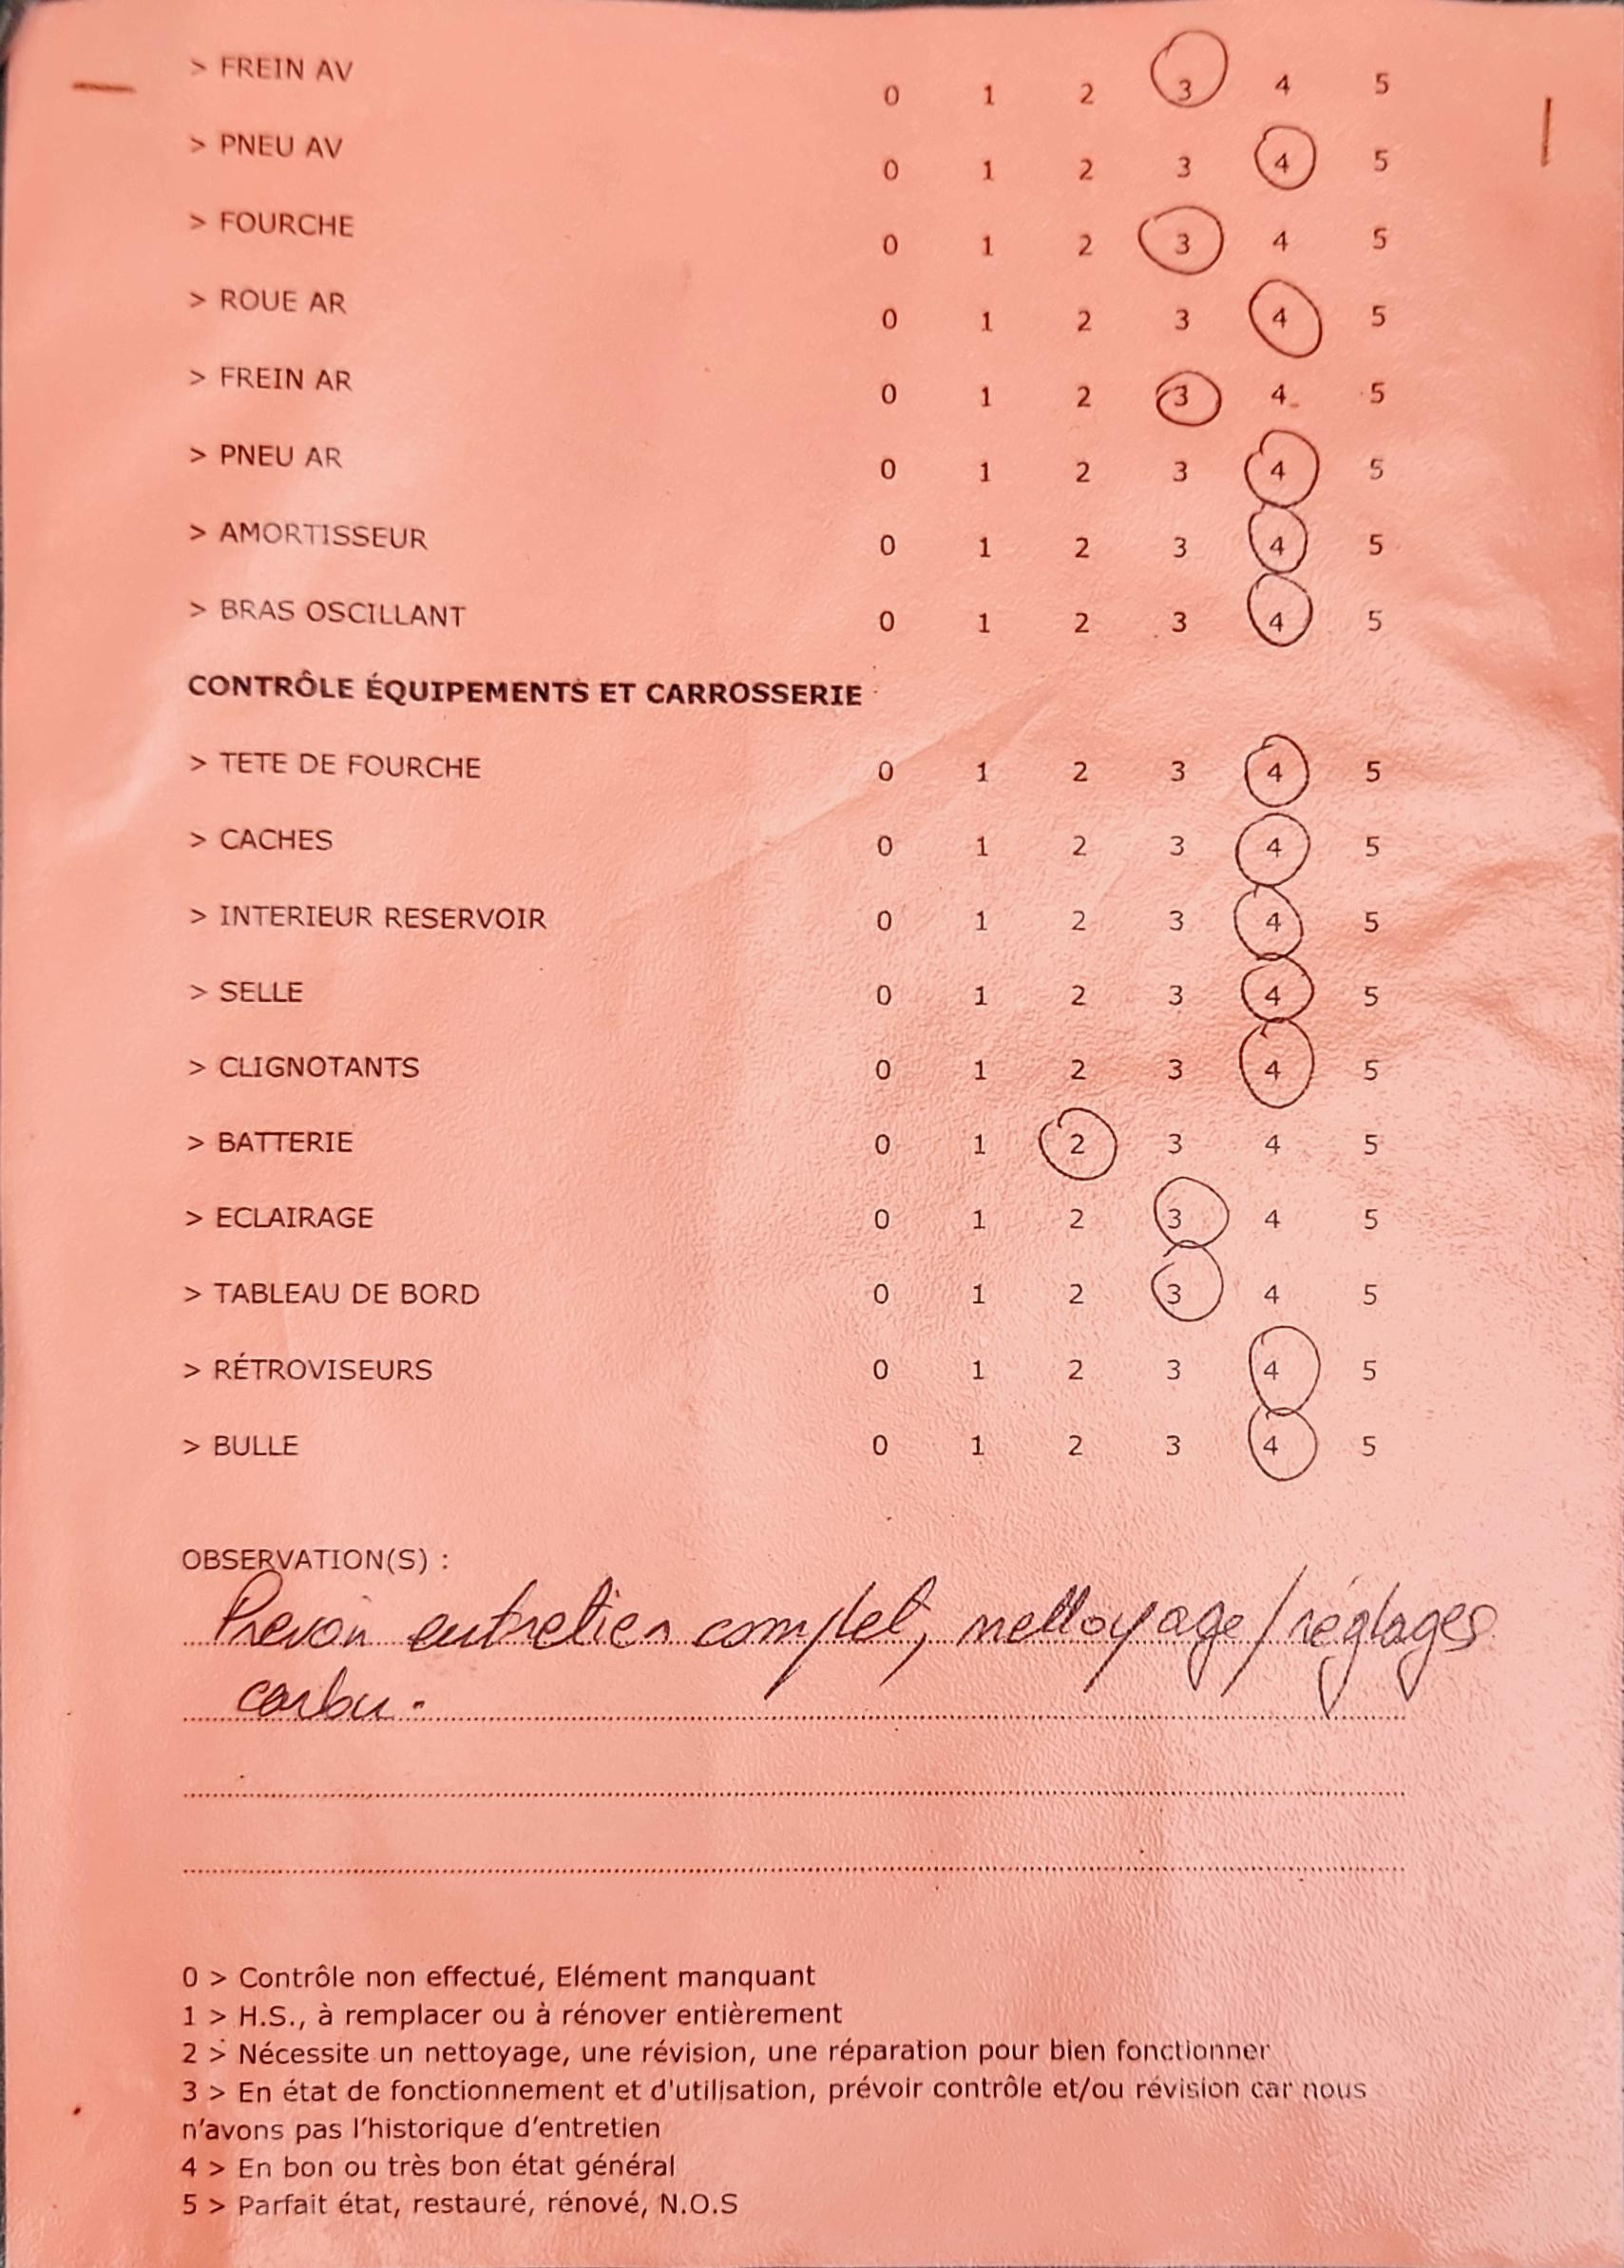 > FREIN AV 0 1 2 3 4 5
> PNEU AV 0 1 2 3 4 5
> FOURCHE 0 1 2 3 4 5
> ROUE AR 0 1 2 3 4 5
> FREIN AR 0 1 2 3 4 5
> PNEU AR 0 1 2 3 4 5
> AMORTISSEUR 0 1 2 3 4 5
> BRAS OSCILLANT 0 1 2 3 4 5
CONTRÔLE ÉQUIPEMENTS ET CARROSSERIE
> TETE DE FOURCHE 0 1 2 3 4 5
> CACHES 0 1 2 3 4 5
> INTERIEUR RESERVOIR 0 1 2 3 4 5
> SELLE 0 1 2 3 4 5
> CLIGNOTANTS 0 1 2 3 4 5
> BATTERIE 0 1 2 3 4 5
> ECLAIRAGE 0 1 2 3 4 5
> TABLEAU DE BORD 0 1 2 3 4 5
> RÉTROVISEURS 0 1 2 3 4 5
> BULLE 0 1 2 3 4 5
OBSERVATION(S) :
Prevoir entretien complet, nettoyage/réglages
carbu.
0 > Contrôle non effectué, Elément manquant
1 > H.S., à remplacer ou à rénover entièrement
2 > Nécessite un nettoyage, une révision, une réparation pour bien fonctionner
3 > En état de fonctionnement et d'utilisation, prévoir contrôle et/ou révision car nous
n'avons pas l'historique d'entretien
4 > En bon ou très bon état général
5 > Parfait état, restauré, rénové, N.O.S